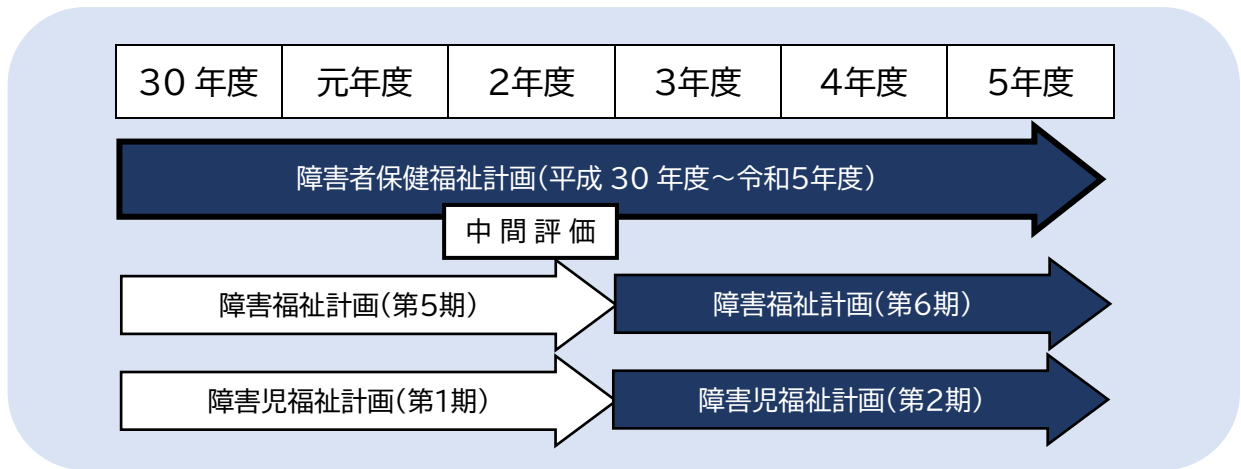 30 年度 元年度 2年度 3年度 4年度 5年度
障害者保健福祉計画(平成 30 年度～令和5年度)
中 間 評 価
障害福祉計画(第5期) 障害福祉計画(第6期)
障害児福祉計画(第1期) 障害児福祉計画(第2期)